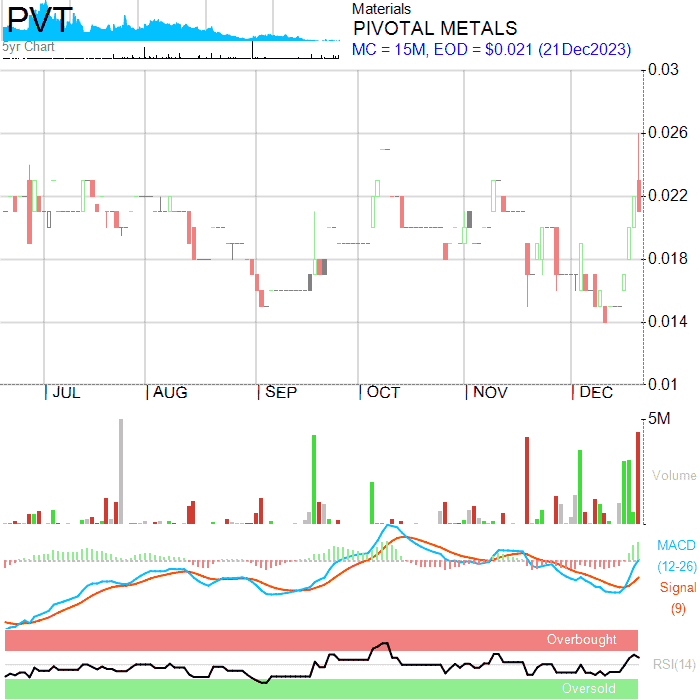 PVT
5yr Chart
Materials
PIVOTAL METALS
MC = 15M, EOD = $0.021 (21Dec2023)
0.03
0.026
0.022
0.018
0.014
0.01
JUL AUG SEP OCT NOV DEC
5M
Volume
MACD
(12-26)
Signal
(9)
Overbought
RSI(14)
Oversold